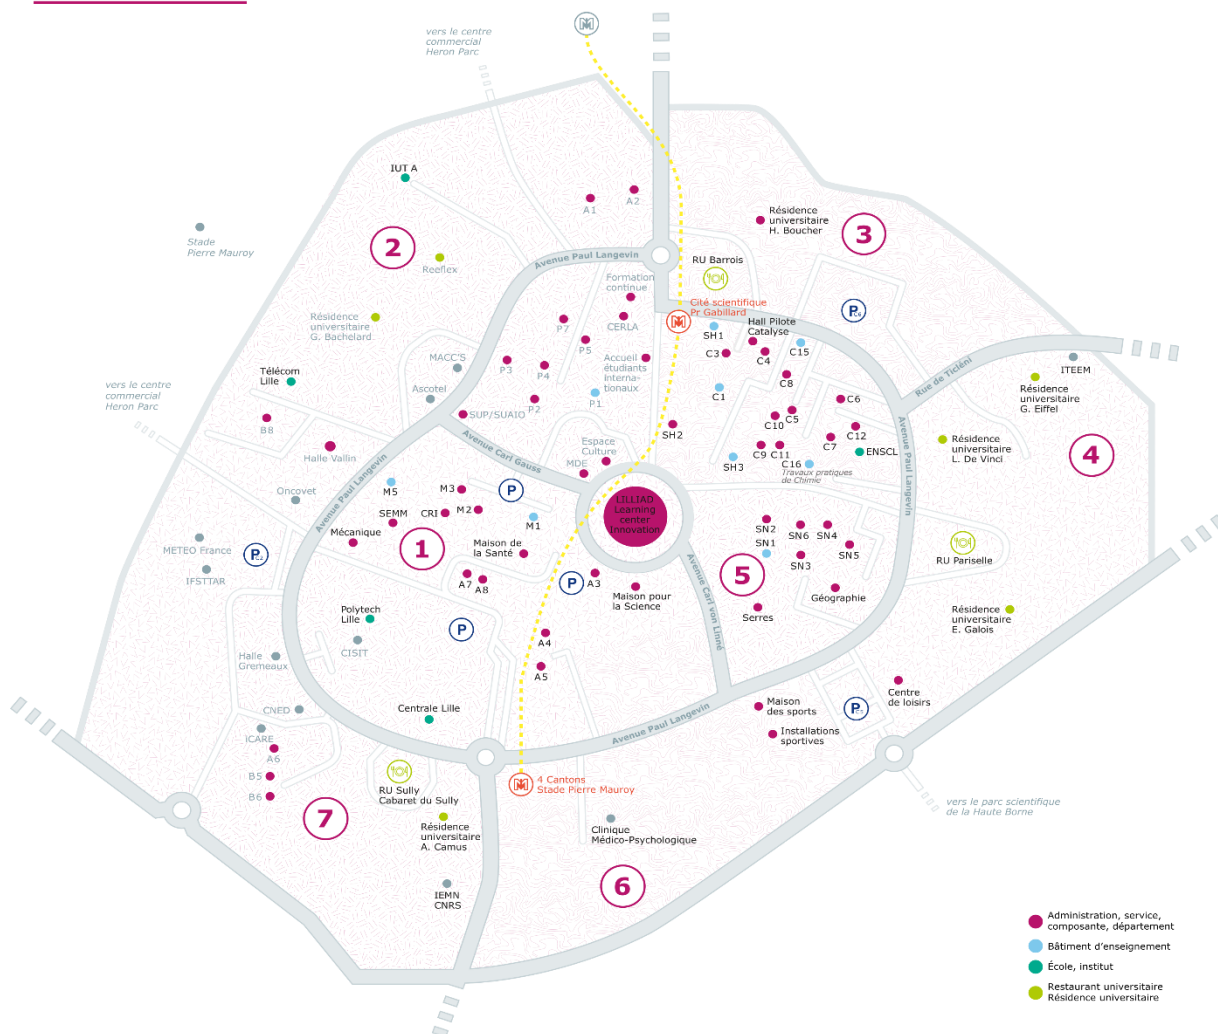 vers le centre
commercial
Heron Parc
IUT A
A1
A2
Résidence
universitaire
H. Boucher
2
3
Stade
Pierre Mauroy
Avenue Paul Langevin
RU Barrois
Reeflex
Formation
continue
Cité scientifique
Pr Gabillard
P
C4
Résidence
universitaire
G. Bachelard
P7
CERLA
SH1
Hall Pilote
Catalyse
P5
C3
C4
C15
MACC'S
P3
P4
Accueil
étudiants
Interna-
tionaux
C8
Rue de Ticléni
ITEEM
Télécom
Lille
vers le centre
commercial
Heron Parc
Ascotel
P2
P1
C1
C6
Résidence
universitaire
G. Eiffel
SUP/SUAIO
C10
C5
B8
SH2
C7
C12
Avenue Carl Gauss
Espace
Culture
Résidence
universitaire
L. De Vinci
Halle Vallin
MDE
SH3
C9
C11
C16
Travaux pratiques
de Chimie
ENSCL
4
Avenue Paul Langevin
Avenue Paul Langevin
Oncovet
M5
M3
P
LILLIAD
Learning
center
Innovation
SEMM
CRI
M2
M1
SN2
SN1
SN6
SN4
Mécanique
1
Maison de
la Santé
SN3
SN5
METEO France
P
C2
RU Pariselle
IFSTTAR
A7
A8
P
A3
Maison pour
la Science
Avenue Carl von Linné
5
Géographie
Polytech
Lille
P
Serres
Résidence
universitaire
E. Galois
CISIT
A4
Halle
Gremeaux
A5
Centre
de loisirs
CNED
Centrale Lille
Avenue Paul Langevin
Maison
des sports
P
Installations
sportives
ICARE
A6
B5
B6
RU Sully
Cabaret du Sully
4 Cantons
Stade Pierre Mauroy
7
vers le parc scientifique
de la Haute Borne
Résidence
universitaire
A. Camus
Clinique
Médico-Psychologique
6
IEMN
CNRS
Administration, service,
composante, département
Bâtiment d'enseignement
École, institut
Restaurant universitaire
Résidence universitaire